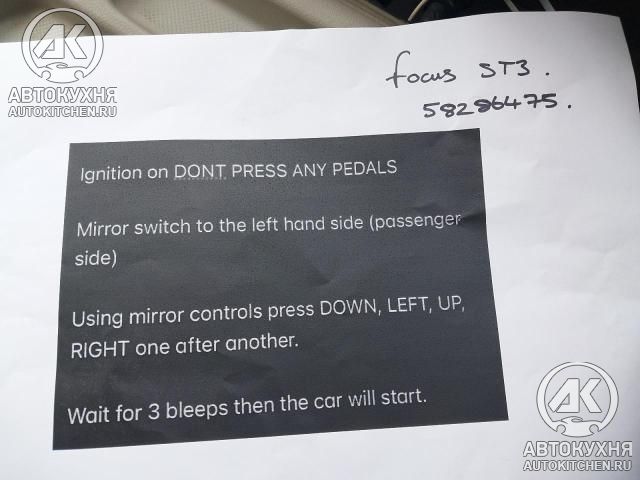 АК
АВТОКУХНЯ
AUTOKITCHEN.RU
focus ST3.
58286475.
Ignition on DONT PRESS ANY PEDALS
Mirror switch to the left hand side (passenger
side)
Using mirror controls press DOWN, LEFT, UP,
RIGHT one after another.
Wait for 3 bleeps then the car will start.
АК
АВТОКУХНЯ
AUTOKITCHEN.RU